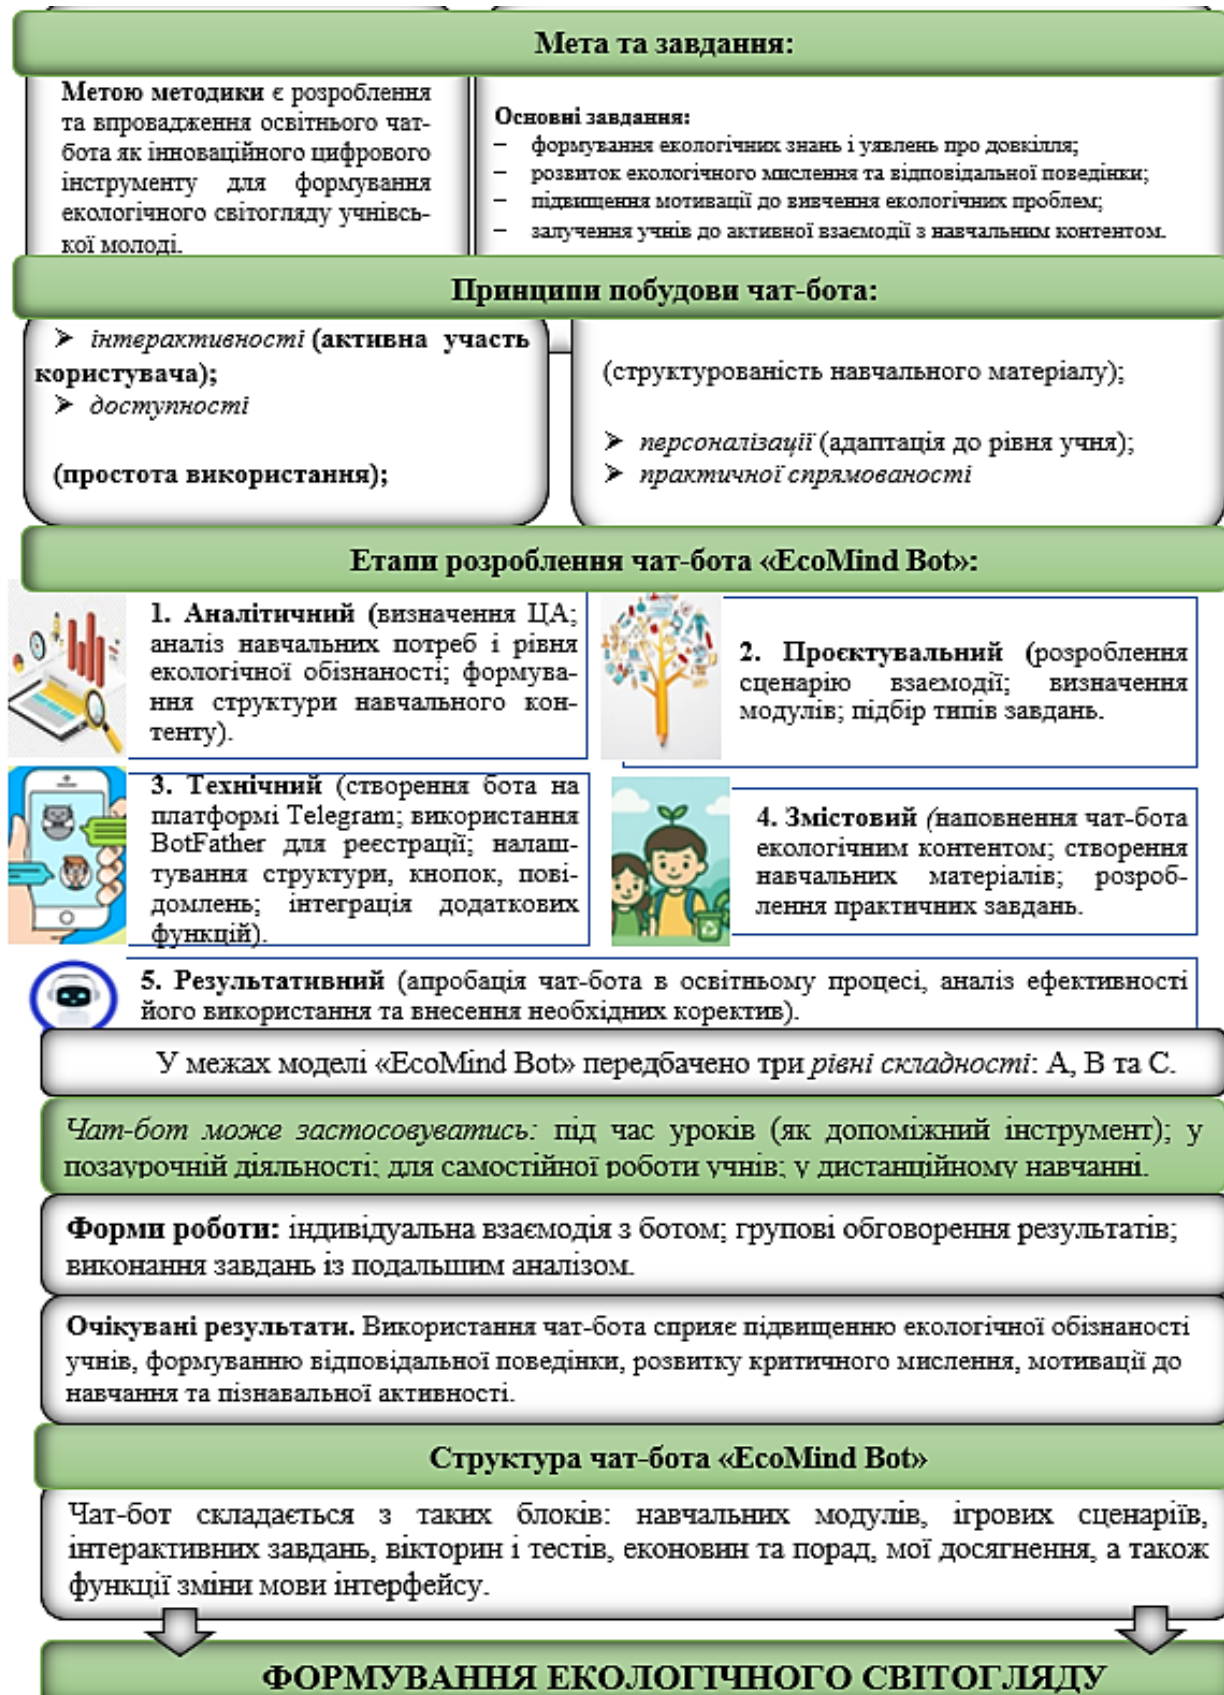 Мета та завдання:
Метою методики є розроблення
та впровадження освітнього чат-
бота як інноваційного цифрового
інструменту для формування
екологічного світогляду учнівсь-
кої молоді.
Основні завдання:
– формування екологічних знань і уявлень про довкілля;
– розвиток екологічного мислення та відповідальної поведінки;
– підвищення мотивації до вивчення екологічних проблем;
– залучення учнів до активної взаємодії з навчальним контентом.
Принципи побудови чат-бота:
➢ інтерактивності (активна участь
користувача);
➢ доступності
(простота використання);
(структурованість навчального матеріалу);
➢ персоналізації (адаптація до рівня учня);
➢ практичної спрямованості
Етапи розроблення чат-бота «EcoMind Bot»:
1. Аналітичний (визначення ЦА;
аналіз навчальних потреб і рівня
екологічної обізнаності; формува-
ння структури навчального кон-
тенту).
2. Проєктувальний (розроблення
сценарію взаємодії; визначення
модулів; підбір типів завдань.
3. Технічний (створення бота на
платформі Telegram; використання
BotFather для реєстрації; налаш-
тування структури, кнопок, пові-
домлень; інтеграція додаткових
функцій).
4. Змістовий (наповнення чат-бота
екологічним контентом; створення
навчальних матеріалів; розроб-
лення практичних завдань.
5. Результативний (апробація чат-бота в освітньому процесі, аналіз ефективності
його використання та внесення необхідних коректив).
У межах моделі «EcoMind Bot» передбачено три рівні складності: А, В та С.
Чат-бот може застосовуватись: під час уроків (як допоміжний інструмент); у
позаурочній діяльності; для самостійної роботи учнів; у дистанційному навчанні.
Форми роботи: індивідуальна взаємодія з ботом; групові обговорення результатів;
виконання завдань із подальшим аналізом.
Очікувані результати. Використання чат-бота сприяє підвищенню екологічної обізнаності
учнів, формуванню відповідальної поведінки, розвитку критичного мислення, мотивації до
навчання та пізнавальної активності.
Структура чат-бота «EcoMind Bot»
Чат-бот складається з таких блоків: навчальних модулів, ігрових сценаріїв,
інтерактивних завдань, вікторин і тестів, еконовин та порад, мої досягнення, а також
функції зміни мови інтерфейсу.
ФОРМУВАННЯ ЕКОЛОГІЧНОГО СВІТОГЛЯДУ